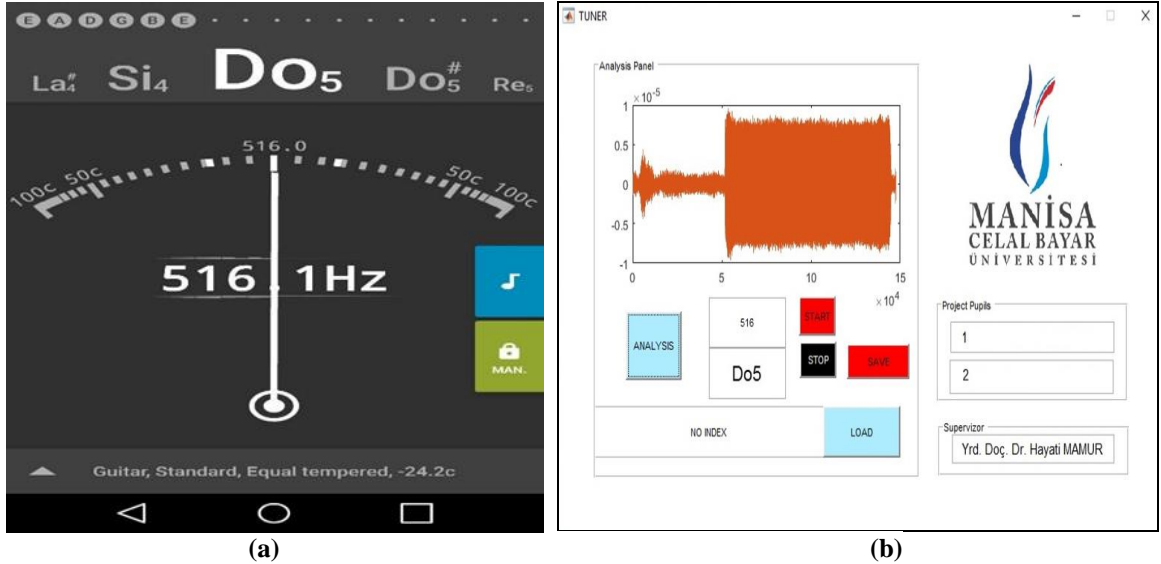 E A D G B E
La#4 Si4 Do5 Do#5 Re5
516.0
100c 50c 50c 100c
516.1Hz
MAN.
Guitar, Standard, Equal tempered, -24.2c
(a)
TUNER
Analysis Panel
×10-5
1
0.5
0
-0.5
-1
0 5 10 15
×104
ANALYSIS
516
Do5
START
STOP
SAVE
NO INDEX
LOAD
MANİSA
CELAL BAYAR
ÜNİVERSİTESİ
Project Pupils
1
2
Supervizor
Yrd. Doç. Dr. Hayati MAMUR
(b)